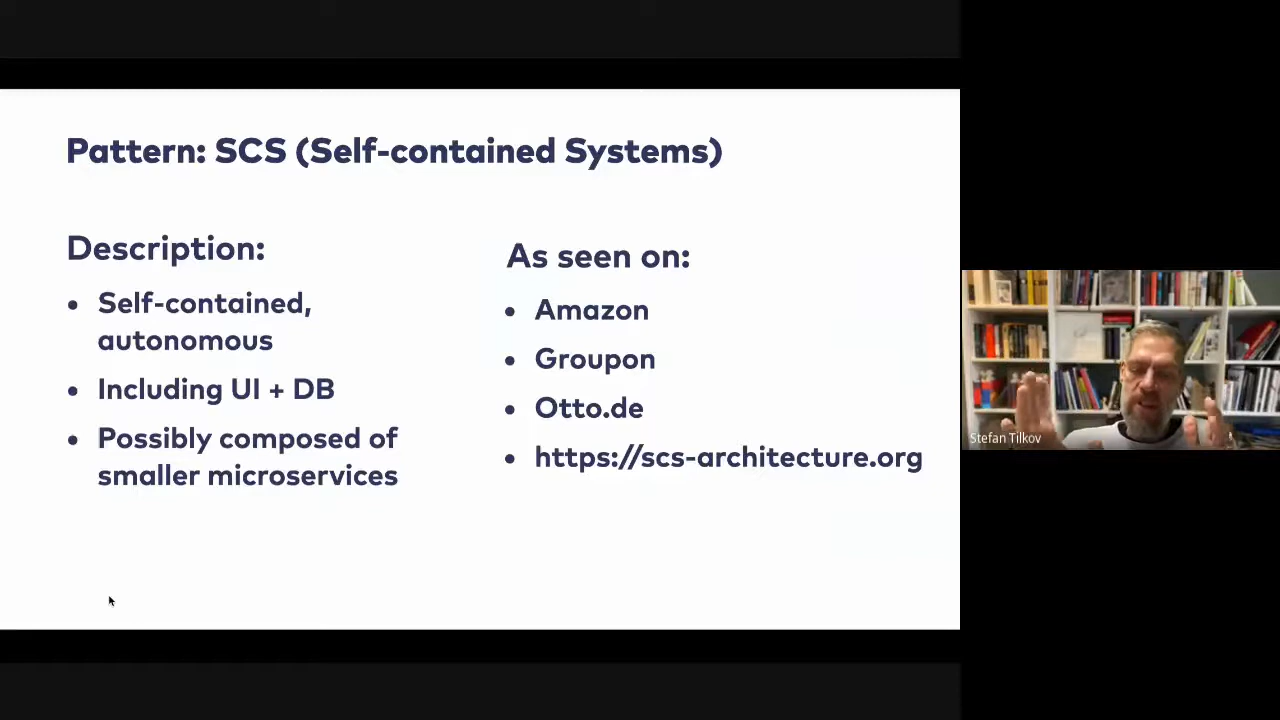 Pattern: SCS (Self-contained Systems)
Description:
• Self-contained,
autonomous
• Including UI + DB
• Possibly composed of
smaller microservices
As seen on:
• Amazon
• Groupon
• Otto.de
• https://scs-architecture.org
Stefan Tilkov